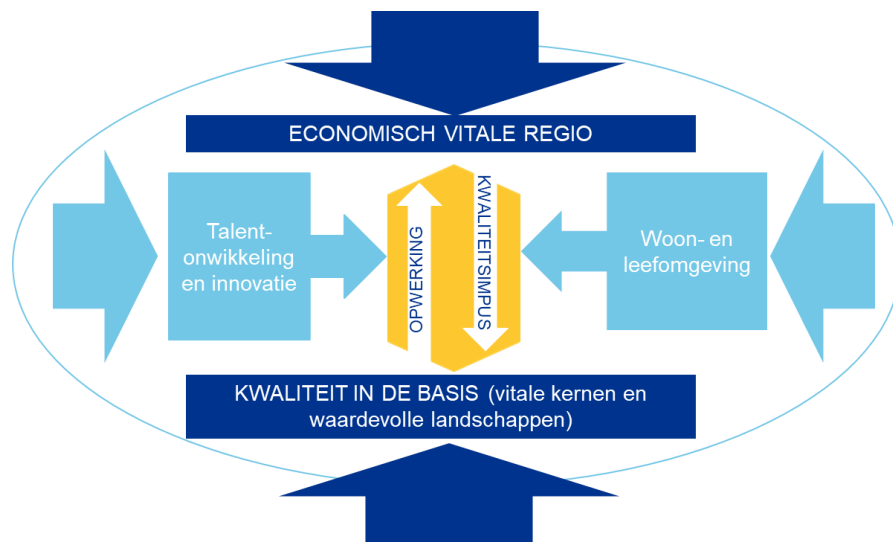 ECONOMISCH VITALE REGIO
Talent-
onwikkeling
en innovatie
OPWERKING
KWALITEITSIMPUS
Woon- en
leefomgeving
KWALITEIT IN DE BASIS (vitale kernen en
waardevolle landschappen)